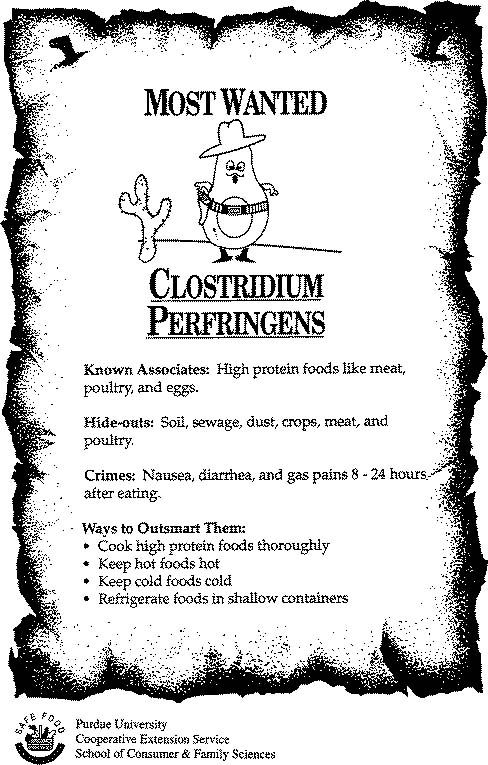 MOST WANTED
CLOSTRIDIUM
PERFRINGENS
Known Associates: High protein foods like meat,
poultry, and eggs.
Hide-outs: Soil, sewage, dust, crops, meat, and
poultry.
Crimes: Nausea, diarrhea, and gas pains 8 - 24 hours
after eating.
Ways to Outsmart Them:
• Cook high protein foods thoroughly
• Keep hot foods hot
• Keep cold foods cold
• Refrigerate foods in shallow containers
SAFE FOOD
Purdue University
Cooperative Extension Service
School of Consumer & Family Sciences